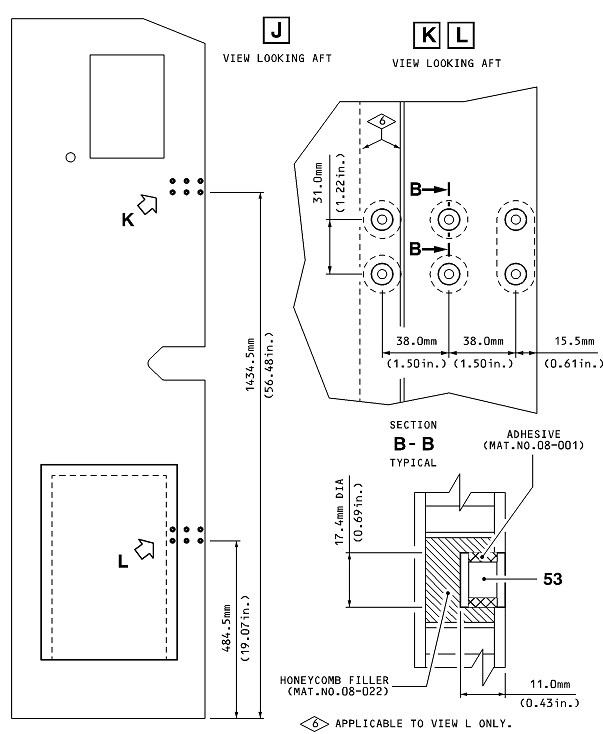 J
VIEW LOOKING AFT
K L
VIEW LOOKING AFT
6
31.0mm
(1.22in.)
B
B
K
38.0mm
(1.50in.)
38.0mm
(1.50in.)
15.5mm
(0.61in.)
1434.5mm
(56.48in.)
SECTION
B-B
TYPICAL
ADHESIVE
(MAT.NO.08-001)
17.4mm DIA
(0.69in.)
53
L
484.5mm
(19.07in.)
HONEYCOMB FILLER
(MAT.NO.08-022)
11.0mm
(0.43in.)
6 APPLICABLE TO VIEW L ONLY.